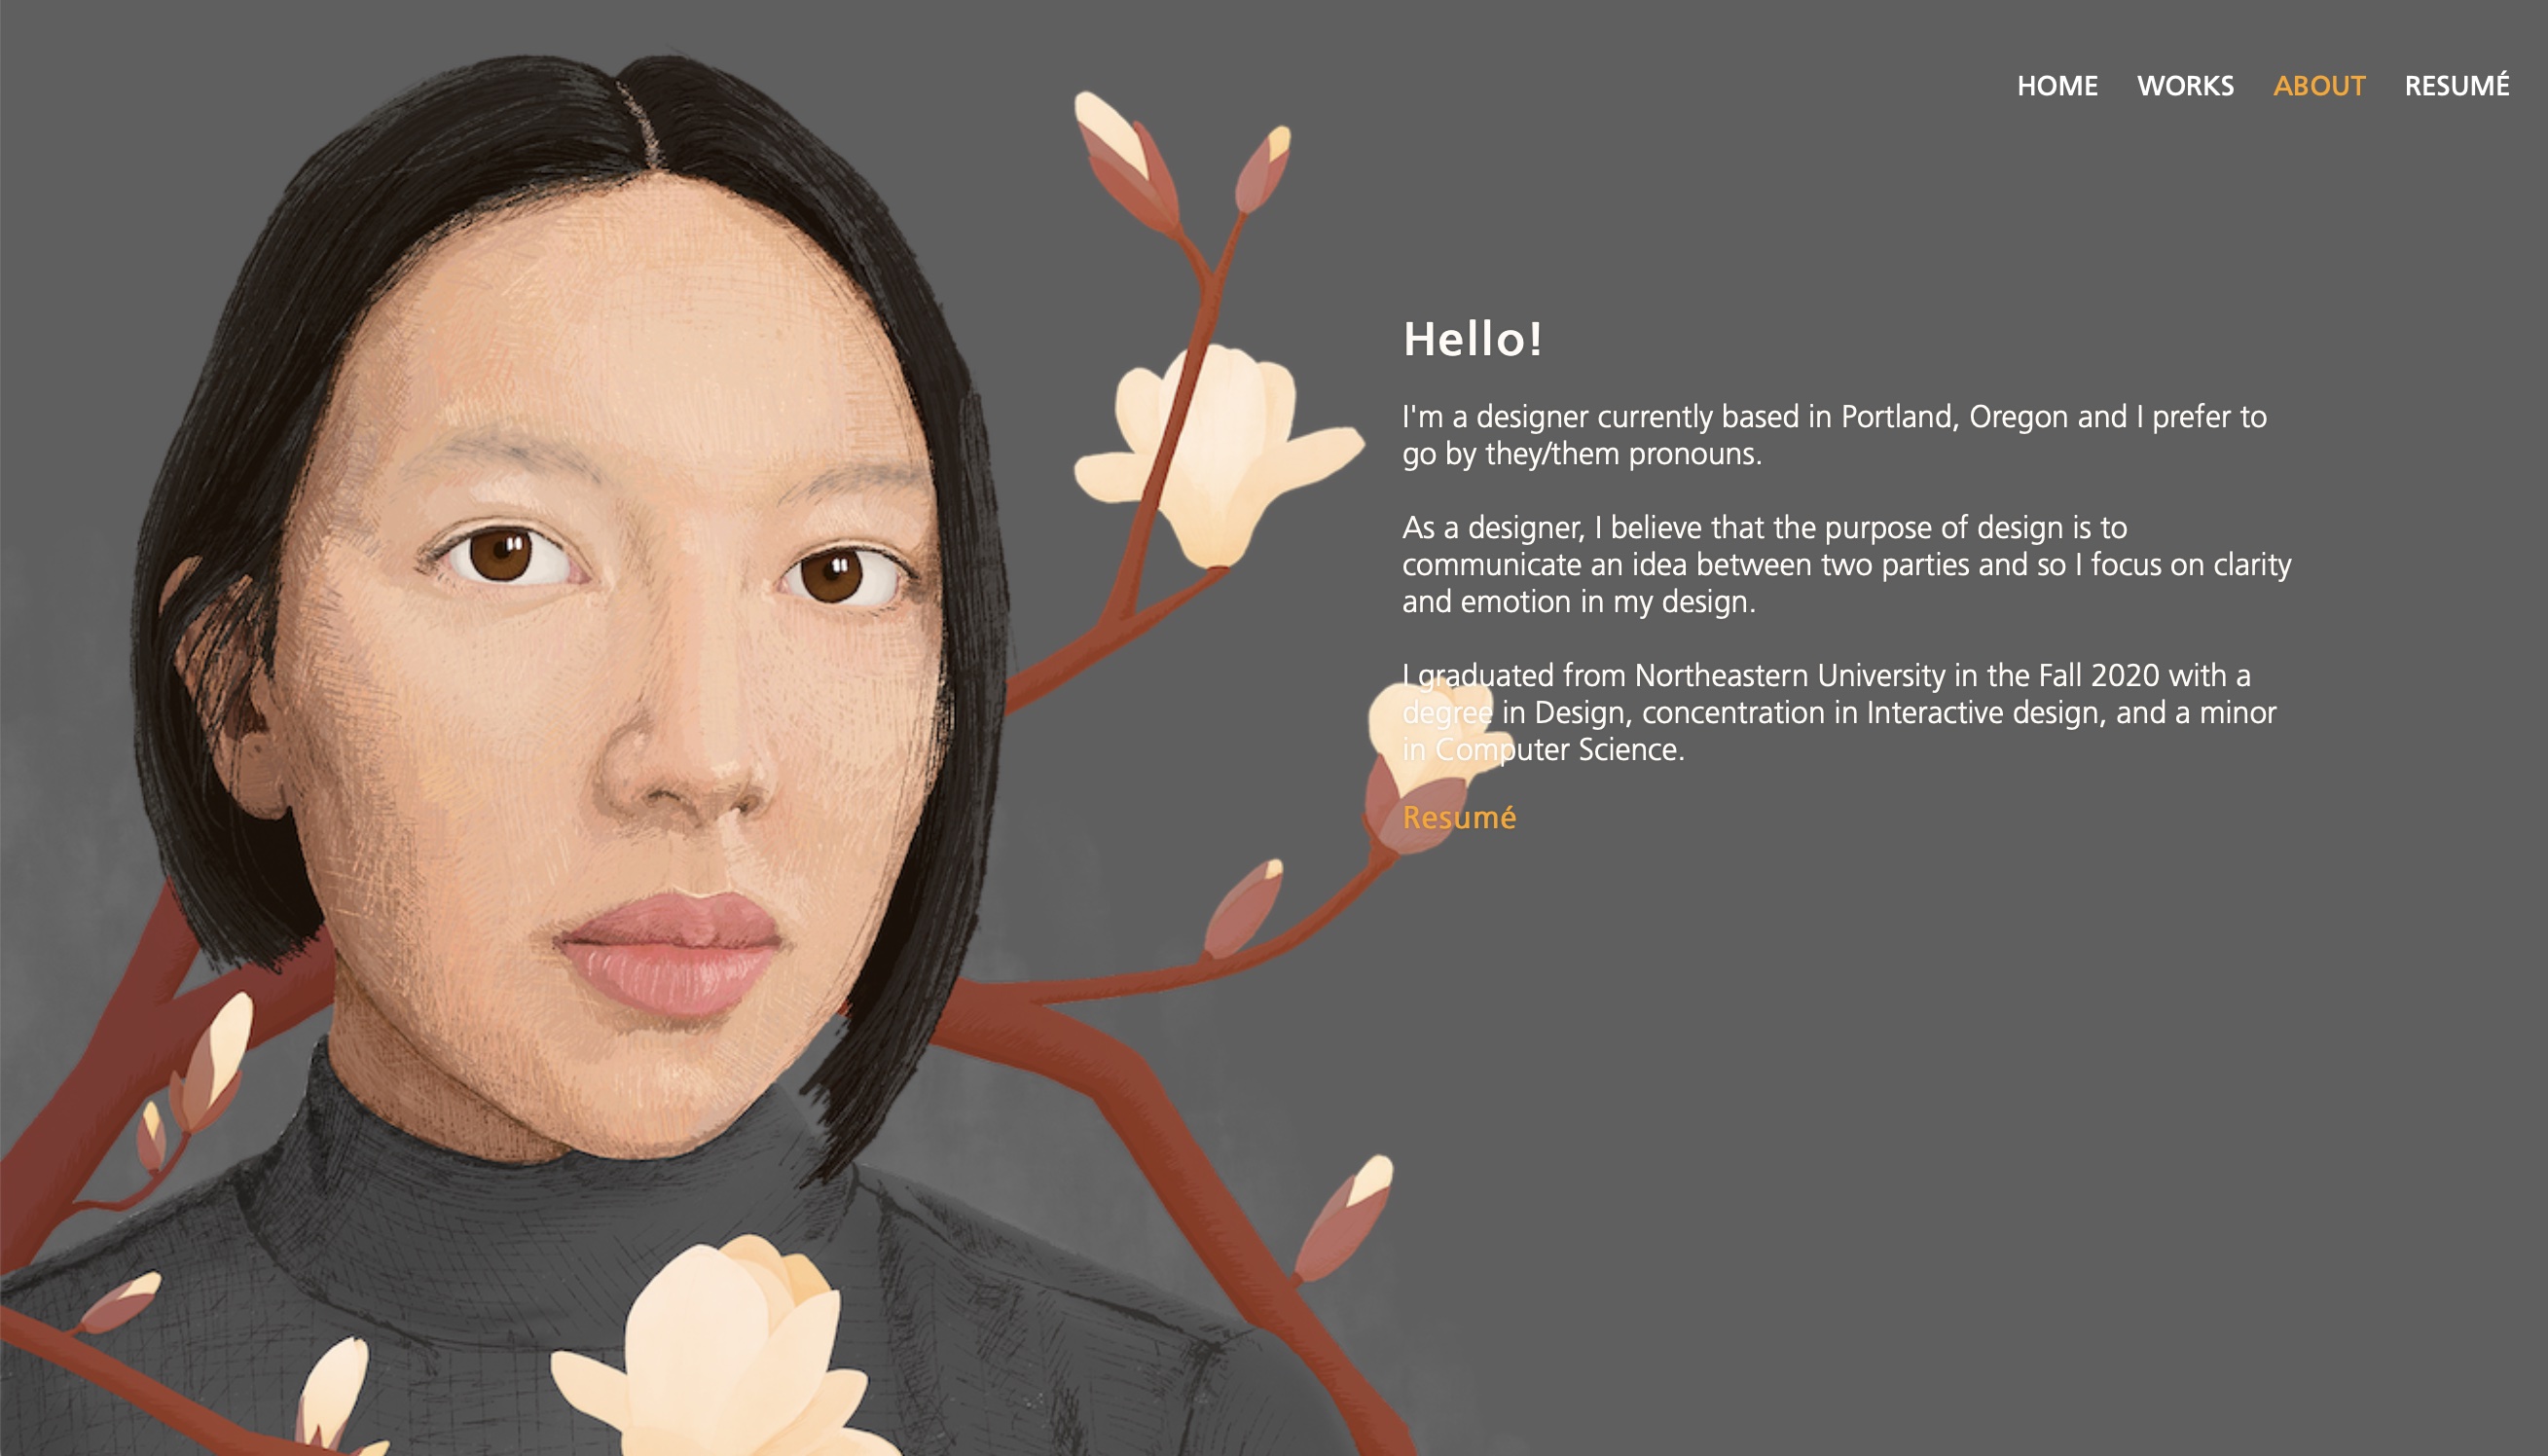 HOME WORKS ABOUT RESUMÉ
Hello!
I'm a designer currently based in Portland, Oregon and I prefer to
go by they/them pronouns.
As a designer, I believe that the purpose of design is to
communicate an idea between two parties and so I focus on clarity
and emotion in my design.
I graduated from Northeastern University in the Fall 2020 with a
degree in Design, concentration in Interactive design, and a minor
in Computer Science.
Resumé